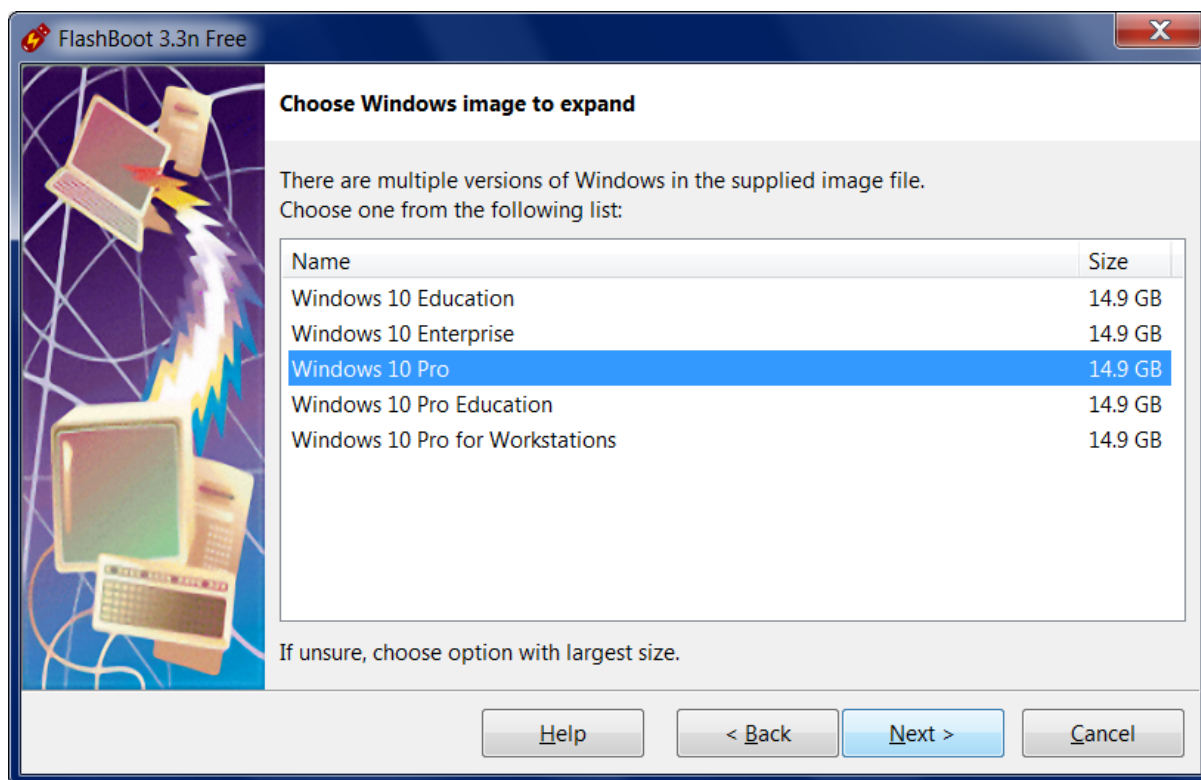 FlashBoot 3.3n Free
X
Choose Windows image to expand
There are multiple versions of Windows in the supplied image file.
Choose one from the following list:
Name Size
Windows 10 Education 14.9 GB
Windows 10 Enterprise 14.9 GB
Windows 10 Pro 14.9 GB
Windows 10 Pro Education 14.9 GB
Windows 10 Pro for Workstations 14.9 GB
If unsure, choose option with largest size.
Help < Back Next > Cancel